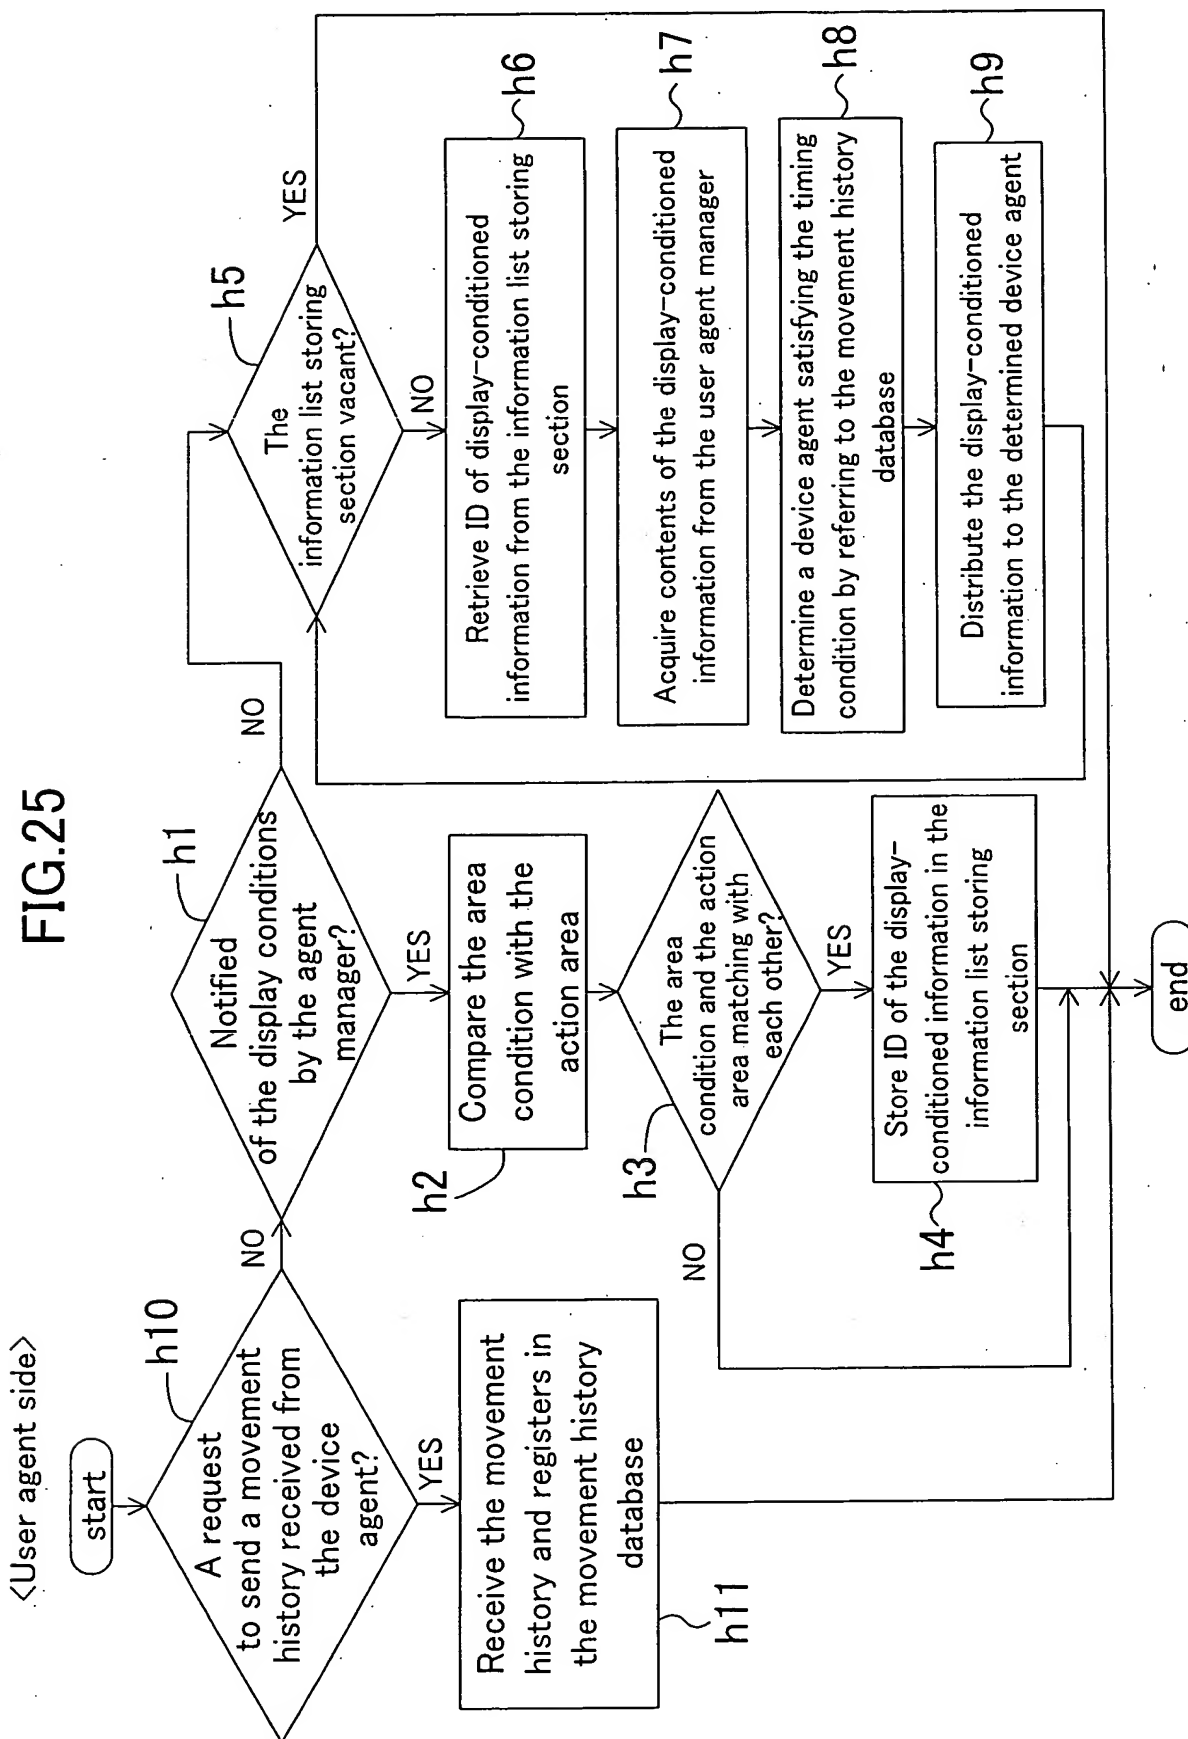 FIG.25
<User agent side>
start
h10
A request
to send a movement
history received from
the device
agent?
NO
YES
Receive the movement
history and registers in
the movement history
database
h11
h1
Notified
of the display conditions
by the agent
manager?
NO
YES
Compare the area
condition with the
action area
h2
h3
The area
condition and the action
area matching with
each other?
NO
YES
Store ID of the display-
conditioned information in the
information list storing
section
h4
h5
The
information list storing
section vacant?
YES
NO
Retrieve ID of display-conditioned
information from the information list storing
section
h6
Acquire contents of the display-conditioned
information from the user agent manager
h7
Determine a device agent satisfying the timing
condition by referring to the movement history
database
h8
Distribute the display-conditioned
information to the determined device agent
h9
end